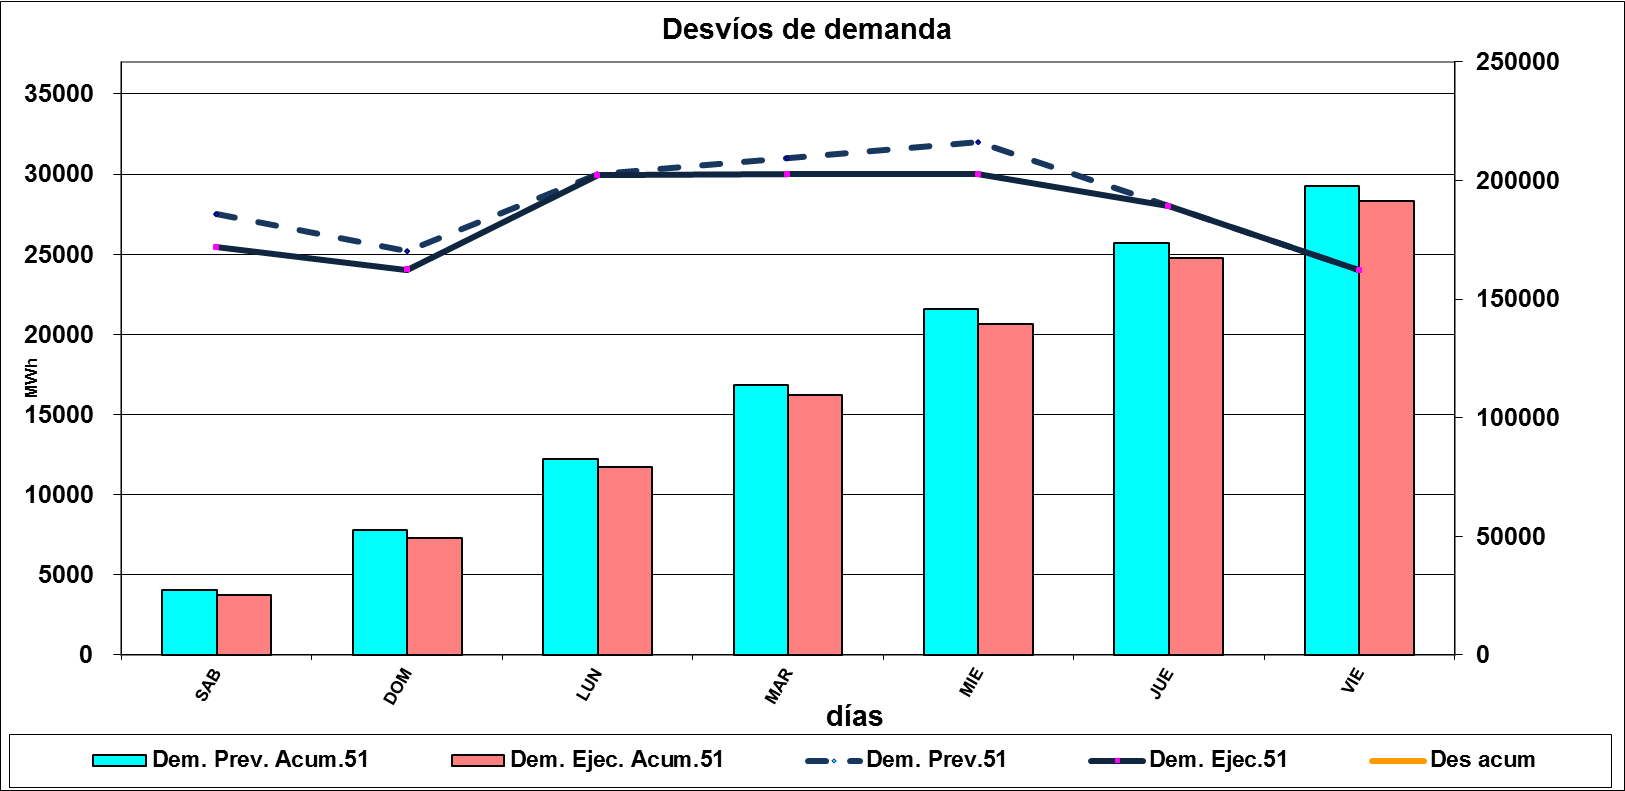 Desvíos de demanda
250000
35000
30000
200000
25000
150000
20000
MWh
15000
100000
10000
50000
5000
0
0
SAB
DOM
LUN
MAR
MIE
JUE
VIE
días
Dem. Prev. Acum.51
Dem. Ejec. Acum.51
Dem. Prev.51
Dem. Ejec.51
Des acum